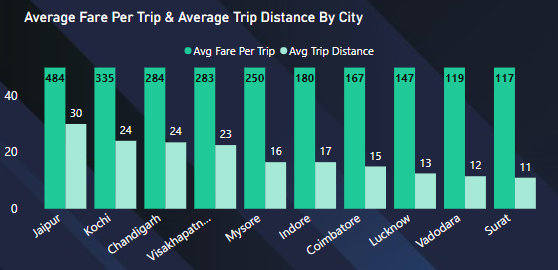 Average Fare Per Trip & Average Trip Distance By City
Avg Fare Per Trip Avg Trip Distance
484 335 284 283 250 180 167 147 119 117
40
30 24 24 23 16 17 15 13 12 11
20
0
Jaipur Kochi Chandigarh Visakhapatn... Mysore Indore Coimbatore Lucknow Vadodara Surat